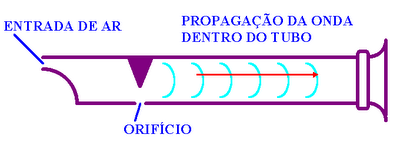 ENTRADA DE AR
PROPAGAÇÃO DA ONDA
DENTRO DO TUBO
ORIFÍCIO